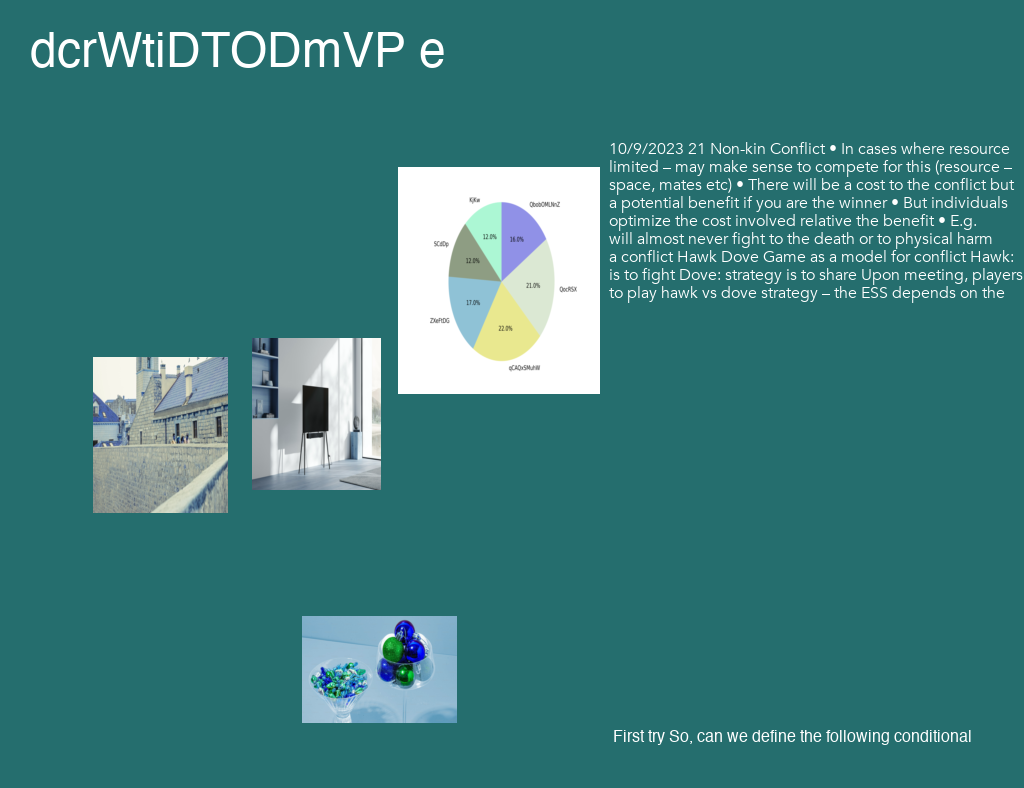 dcrWtiDTODmVP e
10/9/2023 21 Non-kin Conflict • In cases where resource
limited – may make sense to compete for this (resource –
space, mates etc) • There will be a cost to the conflict but
a potential benefit if you are the winner • But individuals
optimize the cost involved relative the benefit • E.g.
will almost never fight to the death or to physical harm
a conflict Hawk Dove Game as a model for conflict Hawk:
is to fight Dove: strategy is to share Upon meeting, players
to play hawk vs dove strategy – the ESS depends on the
KjKw
QbobDMLNnZ
12.0%
16.0%
SCdDp
12.0%
21.0%
QocRSX
17.0%
ZXeFtDG
22.0%
qCAQxSMuhW
First try So, can we define the following conditional